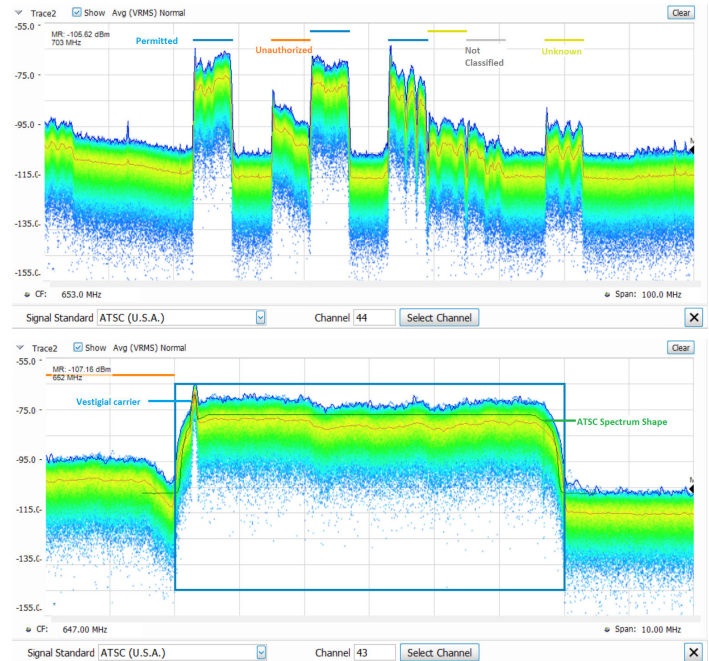 Trace2 Show Avg (VRMS) Normal Clear
-55.0
MR: -105.62 dBm
703 MHz
Permitted Unauthorized Not Classified Unknown
-75.0
-95.0
M
-115.0
-135.0
-155.0
CF: 653.0 MHz Span: 100.0 MHz
Signal Standard ATSC (U.S.A.) Channel 44 Select Channel X
Trace2 Show Avg (VRMS) Normal Clear
-55.0
MR: -107.16 dBm
652 MHz
Vestigial carrier
-75.0
ATSC Spectrum Shape
-95.0
M
-115.0
-135.0
-155.0
CF: 647.00 MHz Span: 10.00 MHz
Signal Standard ATSC (U.S.A.) Channel 43 Select Channel X